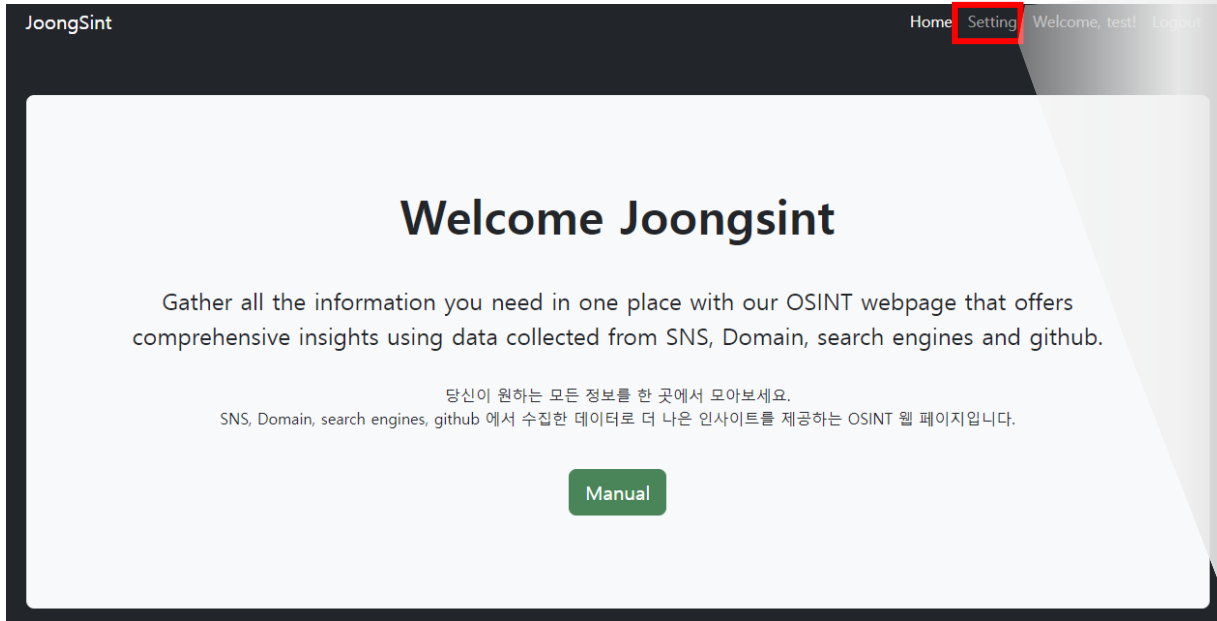 JoongSint
Home Setting Welcome, test! Logout
Welcome Joongsint
Gather all the information you need in one place with our OSINT webpage that offers
comprehensive insights using data collected from SNS, Domain, search engines and github.
당신이 원하는 모든 정보를 한 곳에서 모아보세요.
SNS, Domain, search engines, github 에서 수집한 데이터로 더 나은 인사이트를 제공하는 OSINT 웹 페이지입니다.
Manual